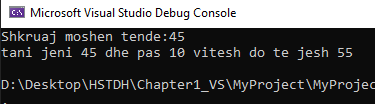 Microsoft Visual Studio Debug Console
Shkruaj moshen tende:45
tani jeni 45 dhe pas 10 vitesh do te jesh 55
D:\Desktop\HSTDH\Chapter1_VS\MyProject\MyProjec